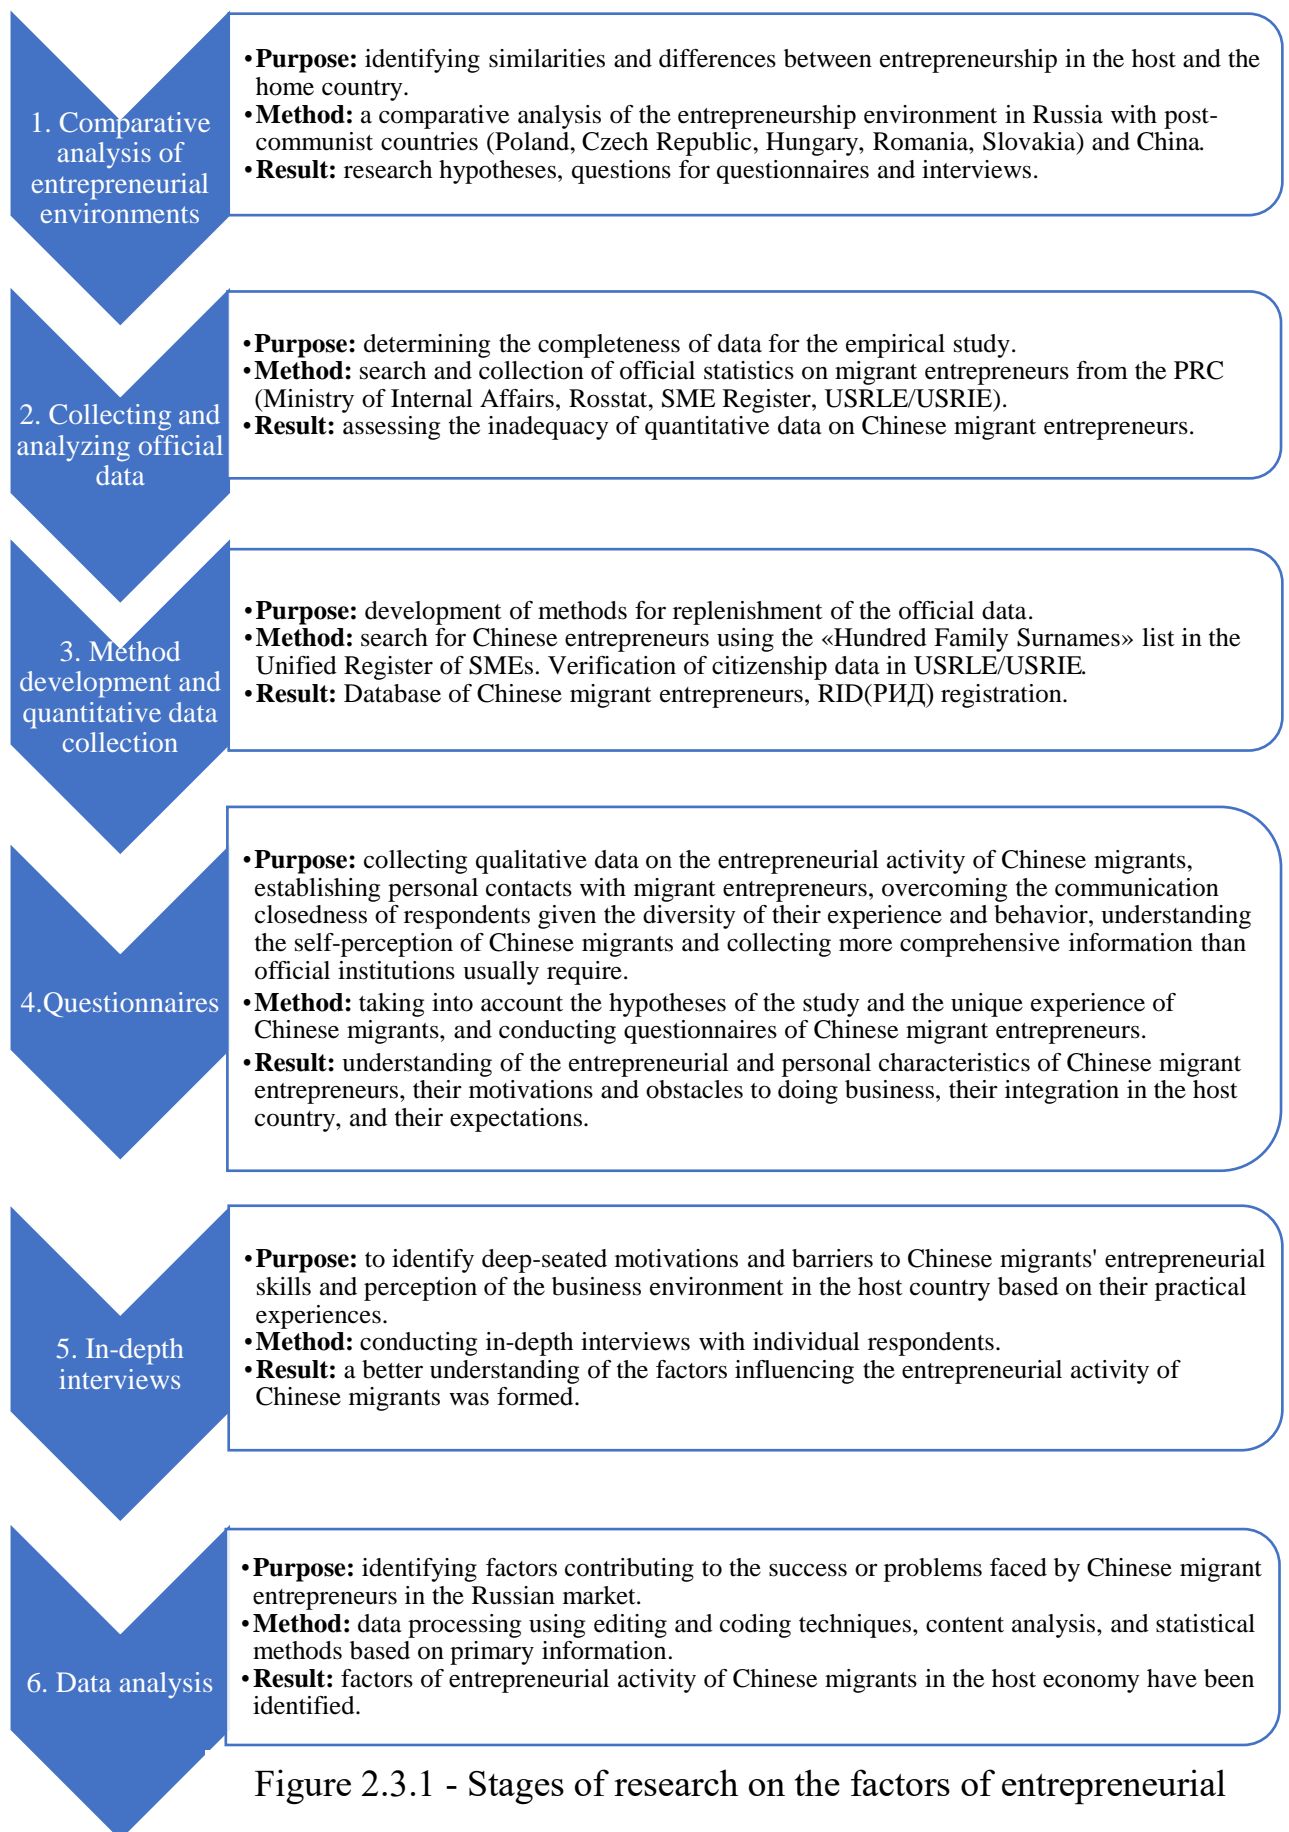 1. Comparative
analysis of
entrepreneurial
environments
•Purpose: identifying similarities and differences between entrepreneurship in the host and the
home country.
•Method: a comparative analysis of the entrepreneurship environment in Russia with post-
communist countries (Poland, Czech Republic, Hungary, Romania, Slovakia) and China.
•Result: research hypotheses, questions for questionnaires and interviews.
2. Collecting and
analyzing official
data
•Purpose: determining the completeness of data for the empirical study.
•Method: search and collection of official statistics on migrant entrepreneurs from the PRC
(Ministry of Internal Affairs, Rosstat, SME Register, USRLE/USRIE).
•Result: assessing the inadequacy of quantitative data on Chinese migrant entrepreneurs.
3. Method
development and
quantitative data
collection
•Purpose: development of methods for replenishment of the official data.
•Method: search for Chinese entrepreneurs using the «Hundred Family Surnames» list in the
Unified Register of SMEs. Verification of citizenship data in USRLE/USRIE.
•Result: Database of Chinese migrant entrepreneurs, RID(РИД) registration.
4.Questionnaires
•Purpose: collecting qualitative data on the entrepreneurial activity of Chinese migrants,
establishing personal contacts with migrant entrepreneurs, overcoming the communication
closedness of respondents given the diversity of their experience and behavior, understanding
the self-perception of Chinese migrants and collecting more comprehensive information than
official institutions usually require.
•Method: taking into account the hypotheses of the study and the unique experience of
Chinese migrants, and conducting questionnaires of Chinese migrant entrepreneurs.
•Result: understanding of the entrepreneurial and personal characteristics of Chinese migrant
entrepreneurs, their motivations and obstacles to doing business, their integration in the host
country, and their expectations.
5. In-depth
interviews
•Purpose: to identify deep-seated motivations and barriers to Chinese migrants' entrepreneurial
skills and perception of the business environment in the host country based on their practical
experiences.
•Method: conducting in-depth interviews with individual respondents.
•Result: a better understanding of the factors influencing the entrepreneurial activity of
Chinese migrants was formed.
6. Data analysis
•Purpose: identifying factors contributing to the success or problems faced by Chinese migrant
entrepreneurs in the Russian market.
•Method: data processing using editing and coding techniques, content analysis, and statistical
methods based on primary information.
•Result: factors of entrepreneurial activity of Chinese migrants in the host economy have been
identified.
Figure 2.3.1 - Stages of research on the factors of entrepreneurial